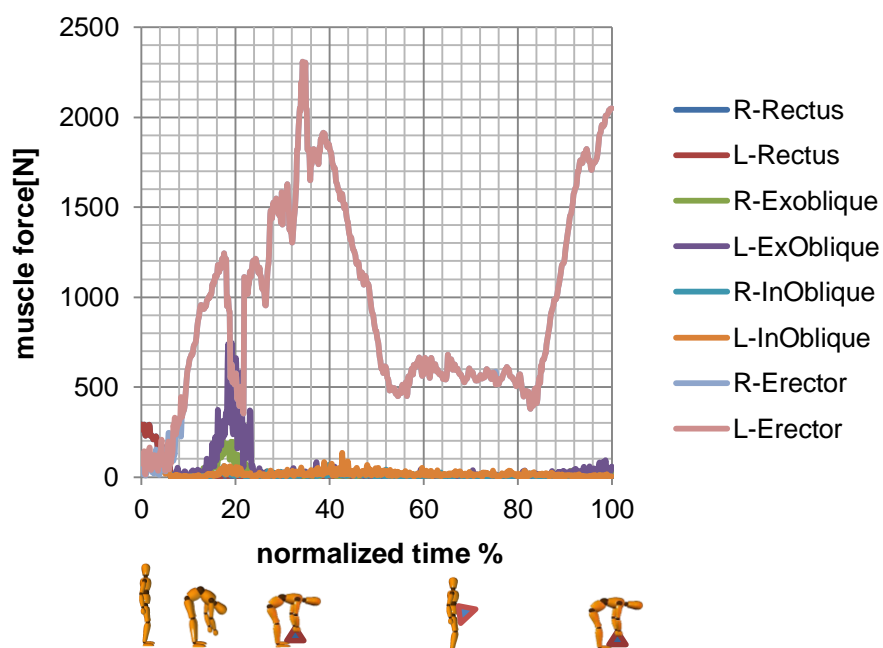 2500
2000
1500
1000
500
0
muscle force[N]
0 20 40 60 80 100
normalized time %
R-Rectus
L-Rectus
R-Exoblique
L-ExOblique
R-InOblique
L-InOblique
R-Erector
L-Erector